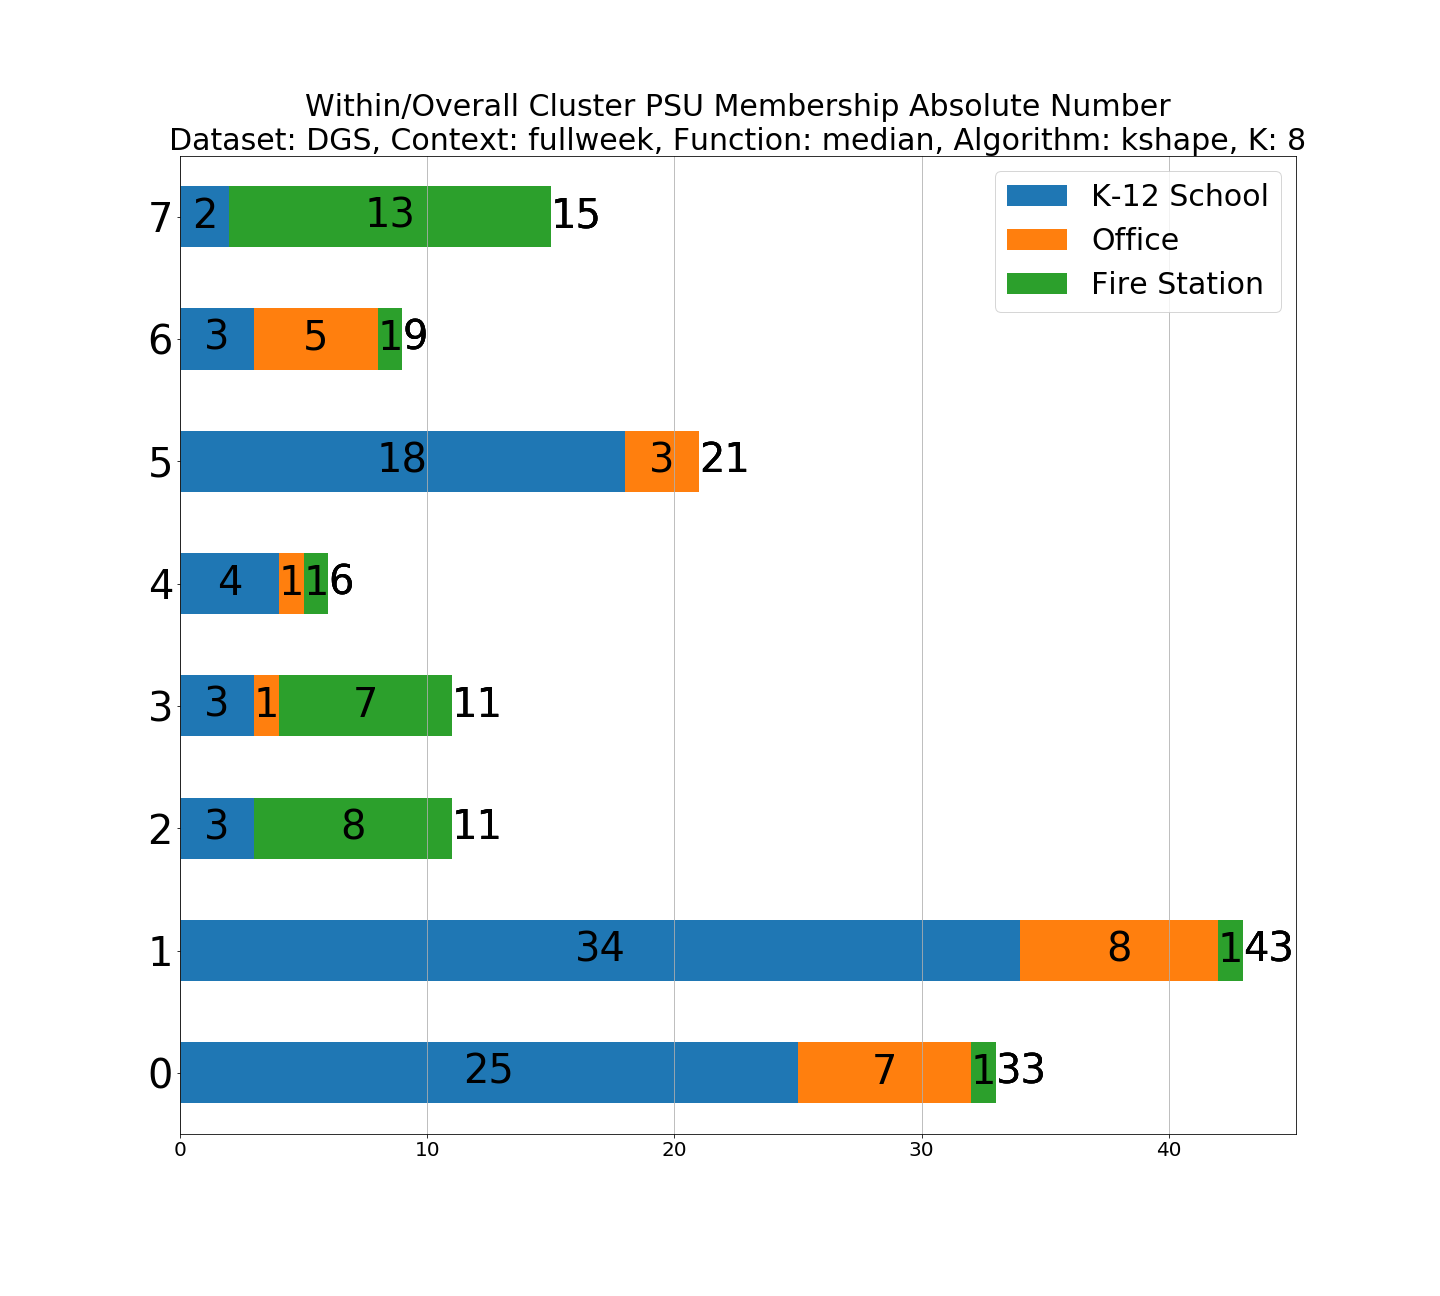 Within/Overall Cluster PSU Membership Absolute Number
Dataset: DGS, Context: fullweek, Function: median, Algorithm: kshape, K: 8
K-12 School
Office
Fire Station
7 2 13 15
6 3 5 1 9
5 18 3 21
4 4 1 1 6
3 3 1 7 11
2 3 8 11
1 34 8 1 43
0 25 7 1 33
0 10 20 30 40